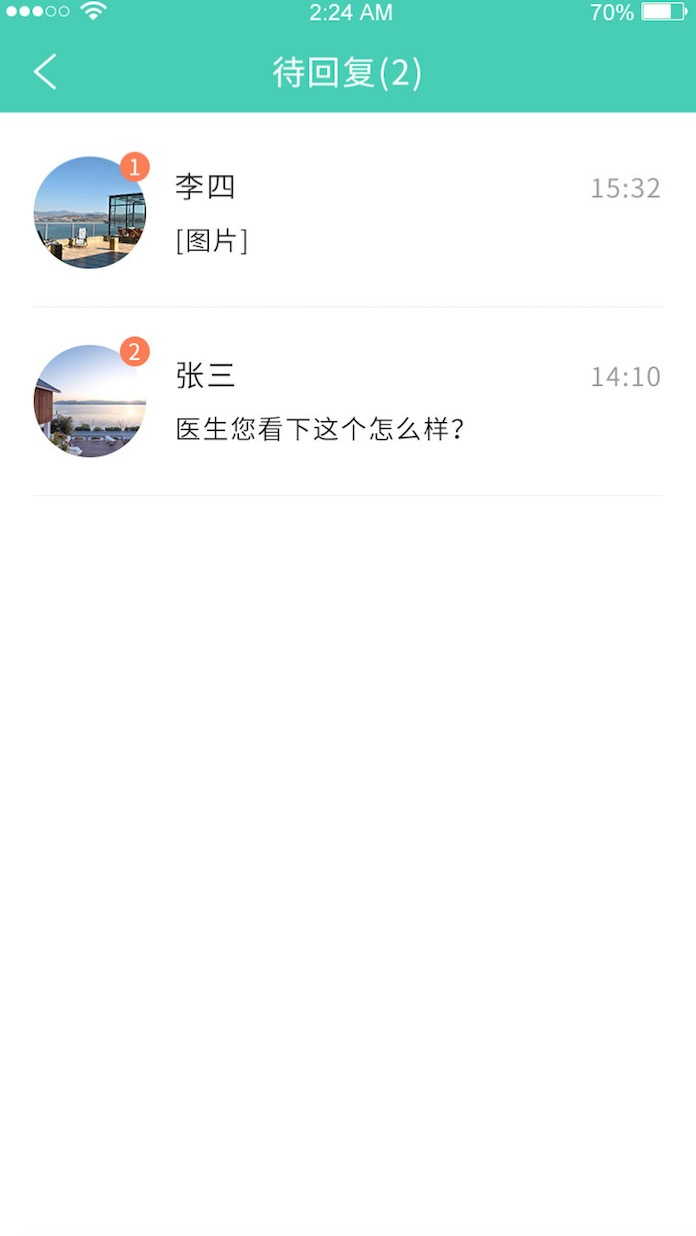 2:24 AM 70%
待回复(2)
1
李四 15:32
[图片]
2
张三 14:10
医生您看下这个怎么样?